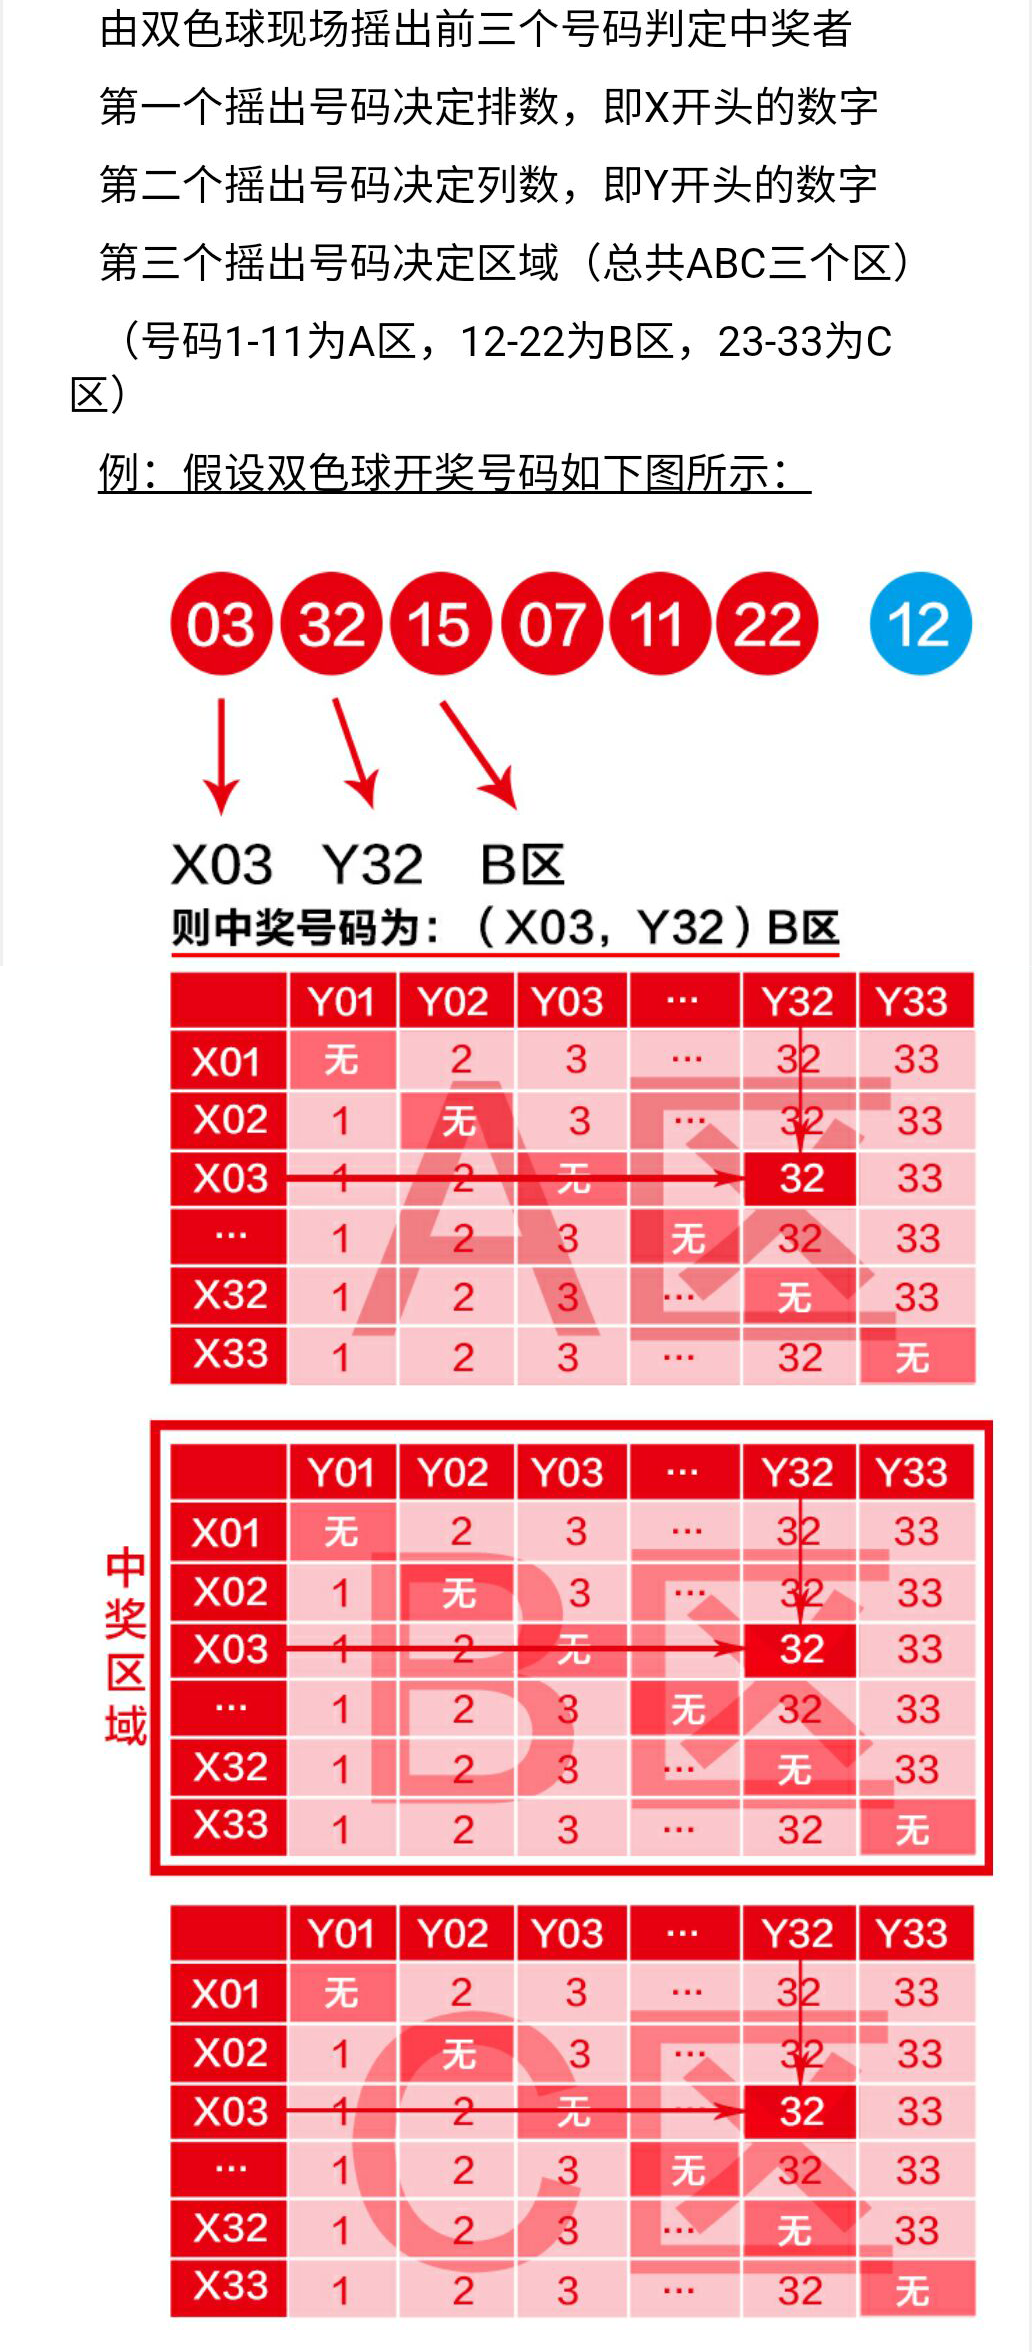 由双色球现场摇出前三个号码判定中奖者
第一个摇出号码决定排数，即X开头的数字
第二个摇出号码决定列数，即Y开头的数字
第三个摇出号码决定区域（总共ABC三个区）
（号码1-11为A区，12-22为B区，23-33为C
区）
例：假设双色球开奖号码如下图所示：
03 32 15 07 11 22 12
X03 Y32 B区
则中奖号码为：（X03，Y32）B区
Y01 Y02 Y03 ··· Y32 Y33
X01 无 2 3 ··· 32 33
X02 1 无 3 ··· 32 33
X03 1 2 无 32 33
··· 1 2 3 无 32 33
X32 1 2 3 ··· 无 33
X33 1 2 3 ··· 32 无
A区
中奖区域
Y01 Y02 Y03 ··· Y32 Y33
X01 无 2 3 ··· 32 33
X02 1 无 3 ··· 32 33
X03 1 2 无 32 33
··· 1 2 3 无 32 33
X32 1 2 3 ··· 无 33
X33 1 2 3 ··· 32 无
B区
Y01 Y02 Y03 ··· Y32 Y33
X01 无 2 3 ··· 32 33
X02 1 无 3 ··· 32 33
X03 1 2 无 ··· 32 33
··· 1 2 3 无 32 33
X32 1 2 3 ··· 无 33
X33 1 2 3 ··· 32 无
C区